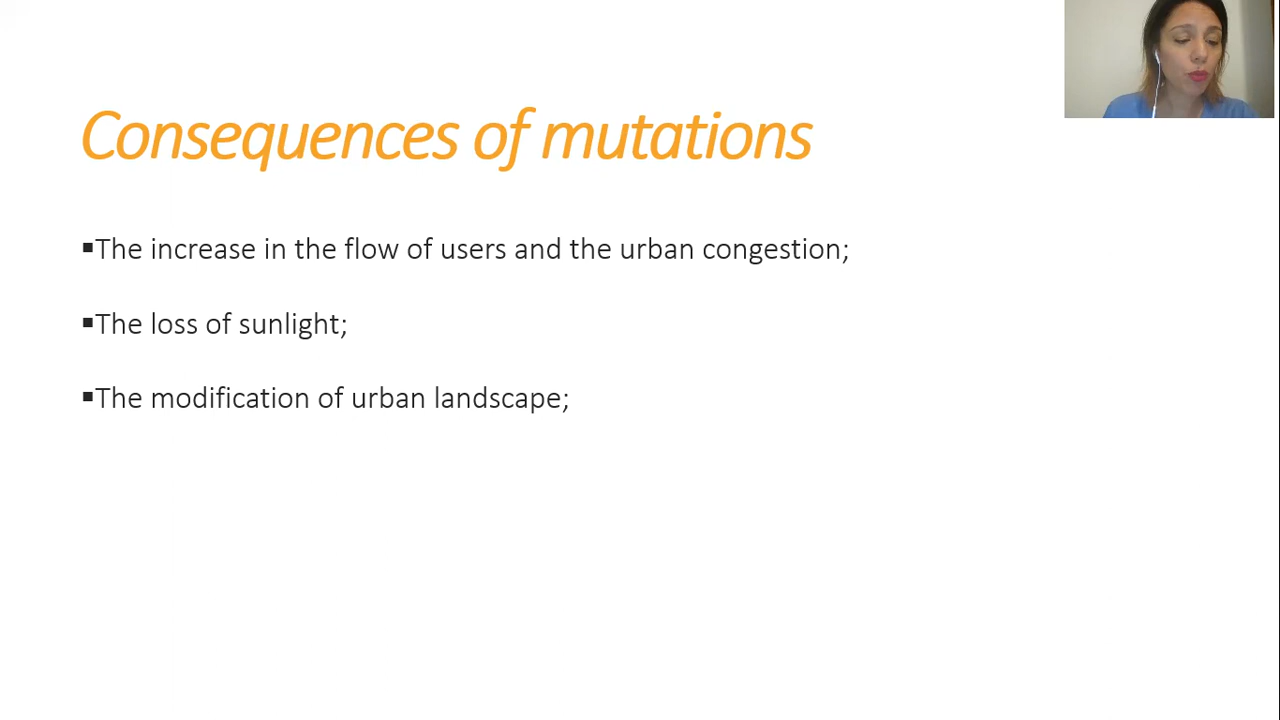 Consequences of mutations
▪The increase in the flow of users and the urban congestion;
▪The loss of sunlight;
▪The modification of urban landscape;